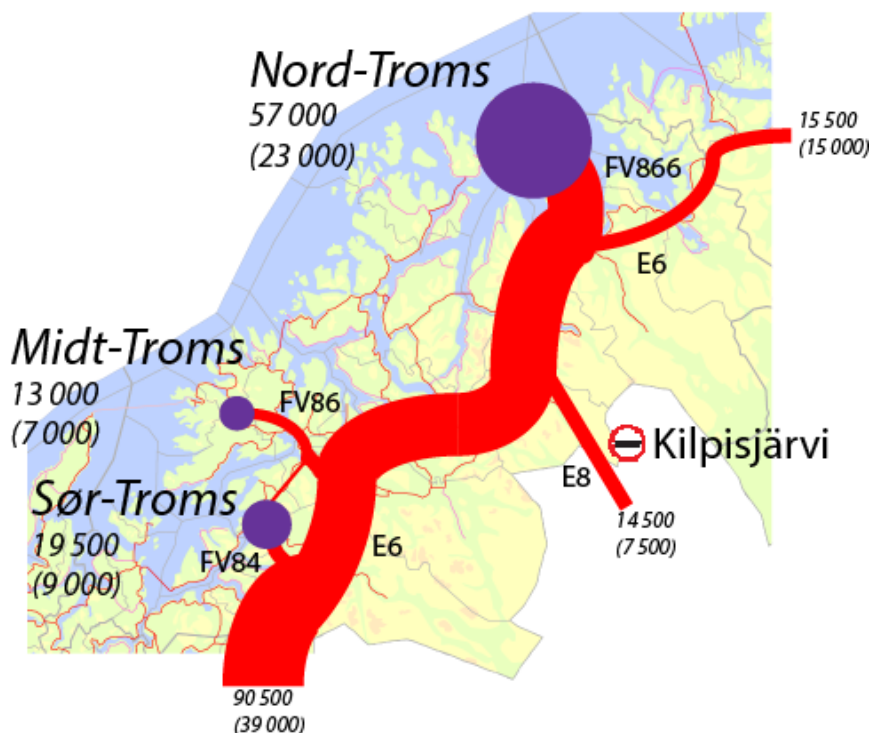 Nord-Troms
57 000
(23 000)
15 500
(15 000)
FV866
E6
Midt-Troms
13 000
(7 000)
FV86
Kilpisjärvi
E8
Sør-Troms
19 500
(9 000)
FV84
E6
14 500
(7 500)
90 500
(39 000)